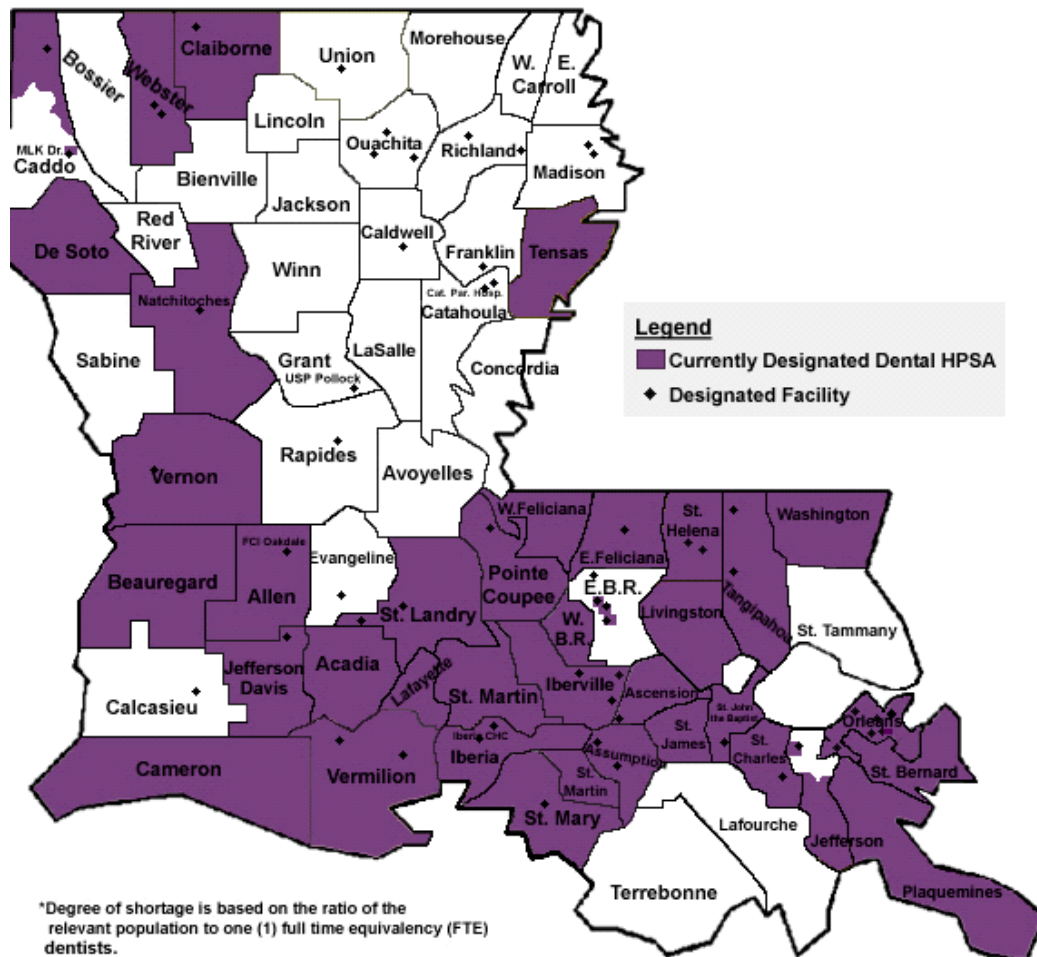 Claiborne
Union
Morehouse
W.
Carroll
E.
Bossier
Webster
Lincoln
Ouachita
Richland
MLK Dr.
Caddo
Bienville
Jackson
Madison
Red
River
De Soto
Caldwell
Franklin
Tensas
Winn
Natchitoches
Cat. Par. Hosp.
Catahoula
Sabine
Grant
USP Pollock
LaSalle
Concordia
Legend
Currently Designated Dental HPSA
Designated Facility
Rapides
Avoyelles
Vernon
W.Feliciana
St.
Helena
Washington
FCI Oakdale
Evangeline
E.Feliciana
Beauregard
Allen
Pointe
Coupee
E.B.R.
St. Landry
W.
B.R.
Livingston
Tangipahou
St. Tammany
Jefferson
Davis
Acadia
Lafayette
St. Martin
Iberville
Ascension
Calcasieu
St. John
the Baptist
Orleans
Iberia CHC
Iberia
Assumption
St.
James
St.
Charles
Cameron
Vermilion
St.
Martin
St. Bernard
St. Mary
Lafourche
Jefferson
Terrebonne
Plaquemines
*Degree of shortage is based on the ratio of the
relevant population to one (1) full time equivalency (FTE)
dentists.